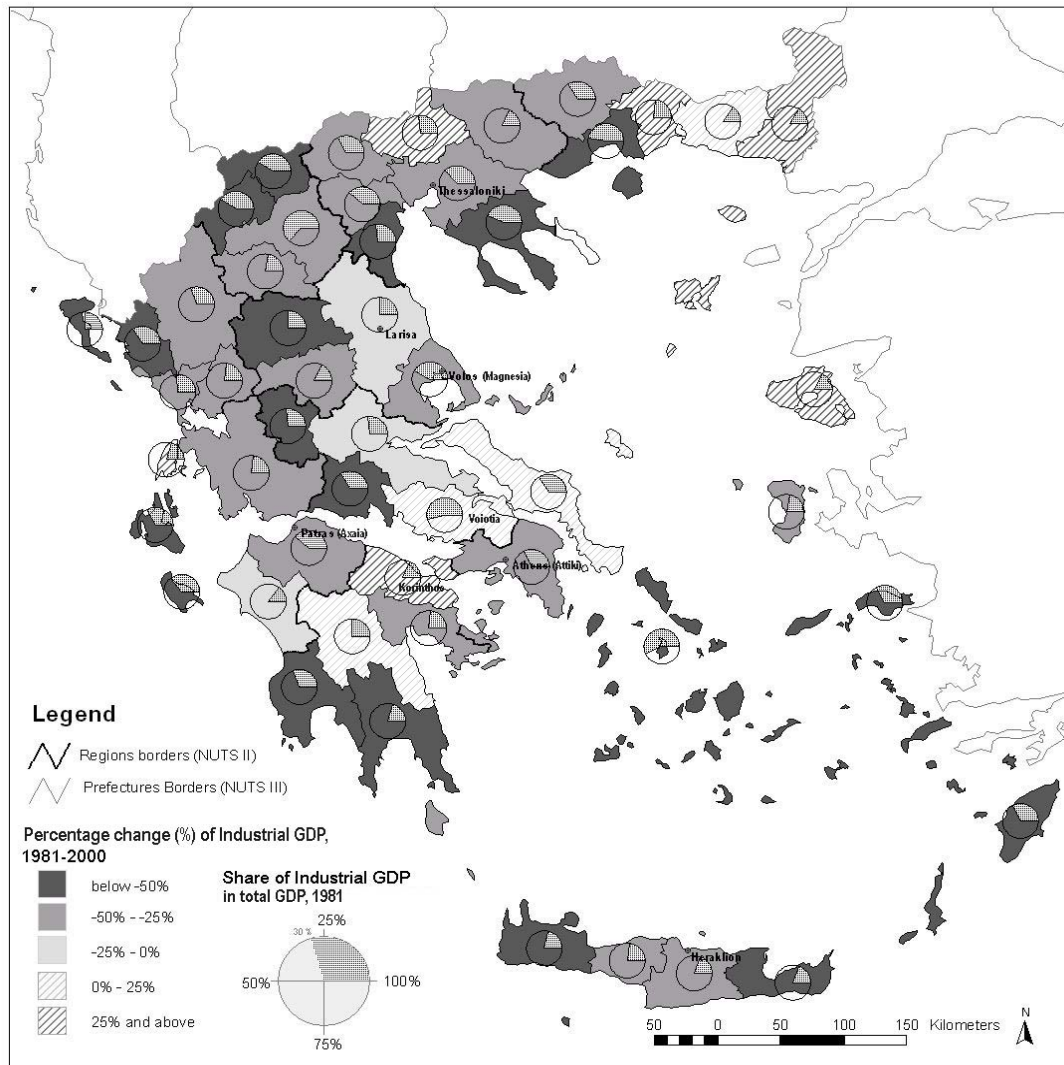 Thessaloniki
Larisa
Volos (Magnesia)
Voiotia
Patras (Axaia)
Athens (Attiki)
Korinthos
Legend
Regions borders (NUTS II)
Prefectures Borders (NUTS III)
Percentage change (%) of Industrial GDP,
1981-2000
below -50%
-50% - -25%
-25% - 0%
0% - 25%
25% and above
Share of Industrial GDP
in total GDP, 1981
25%
30 %
50%
100%
75%
Heraklion
N
50 0 50 100 150 Kilometers